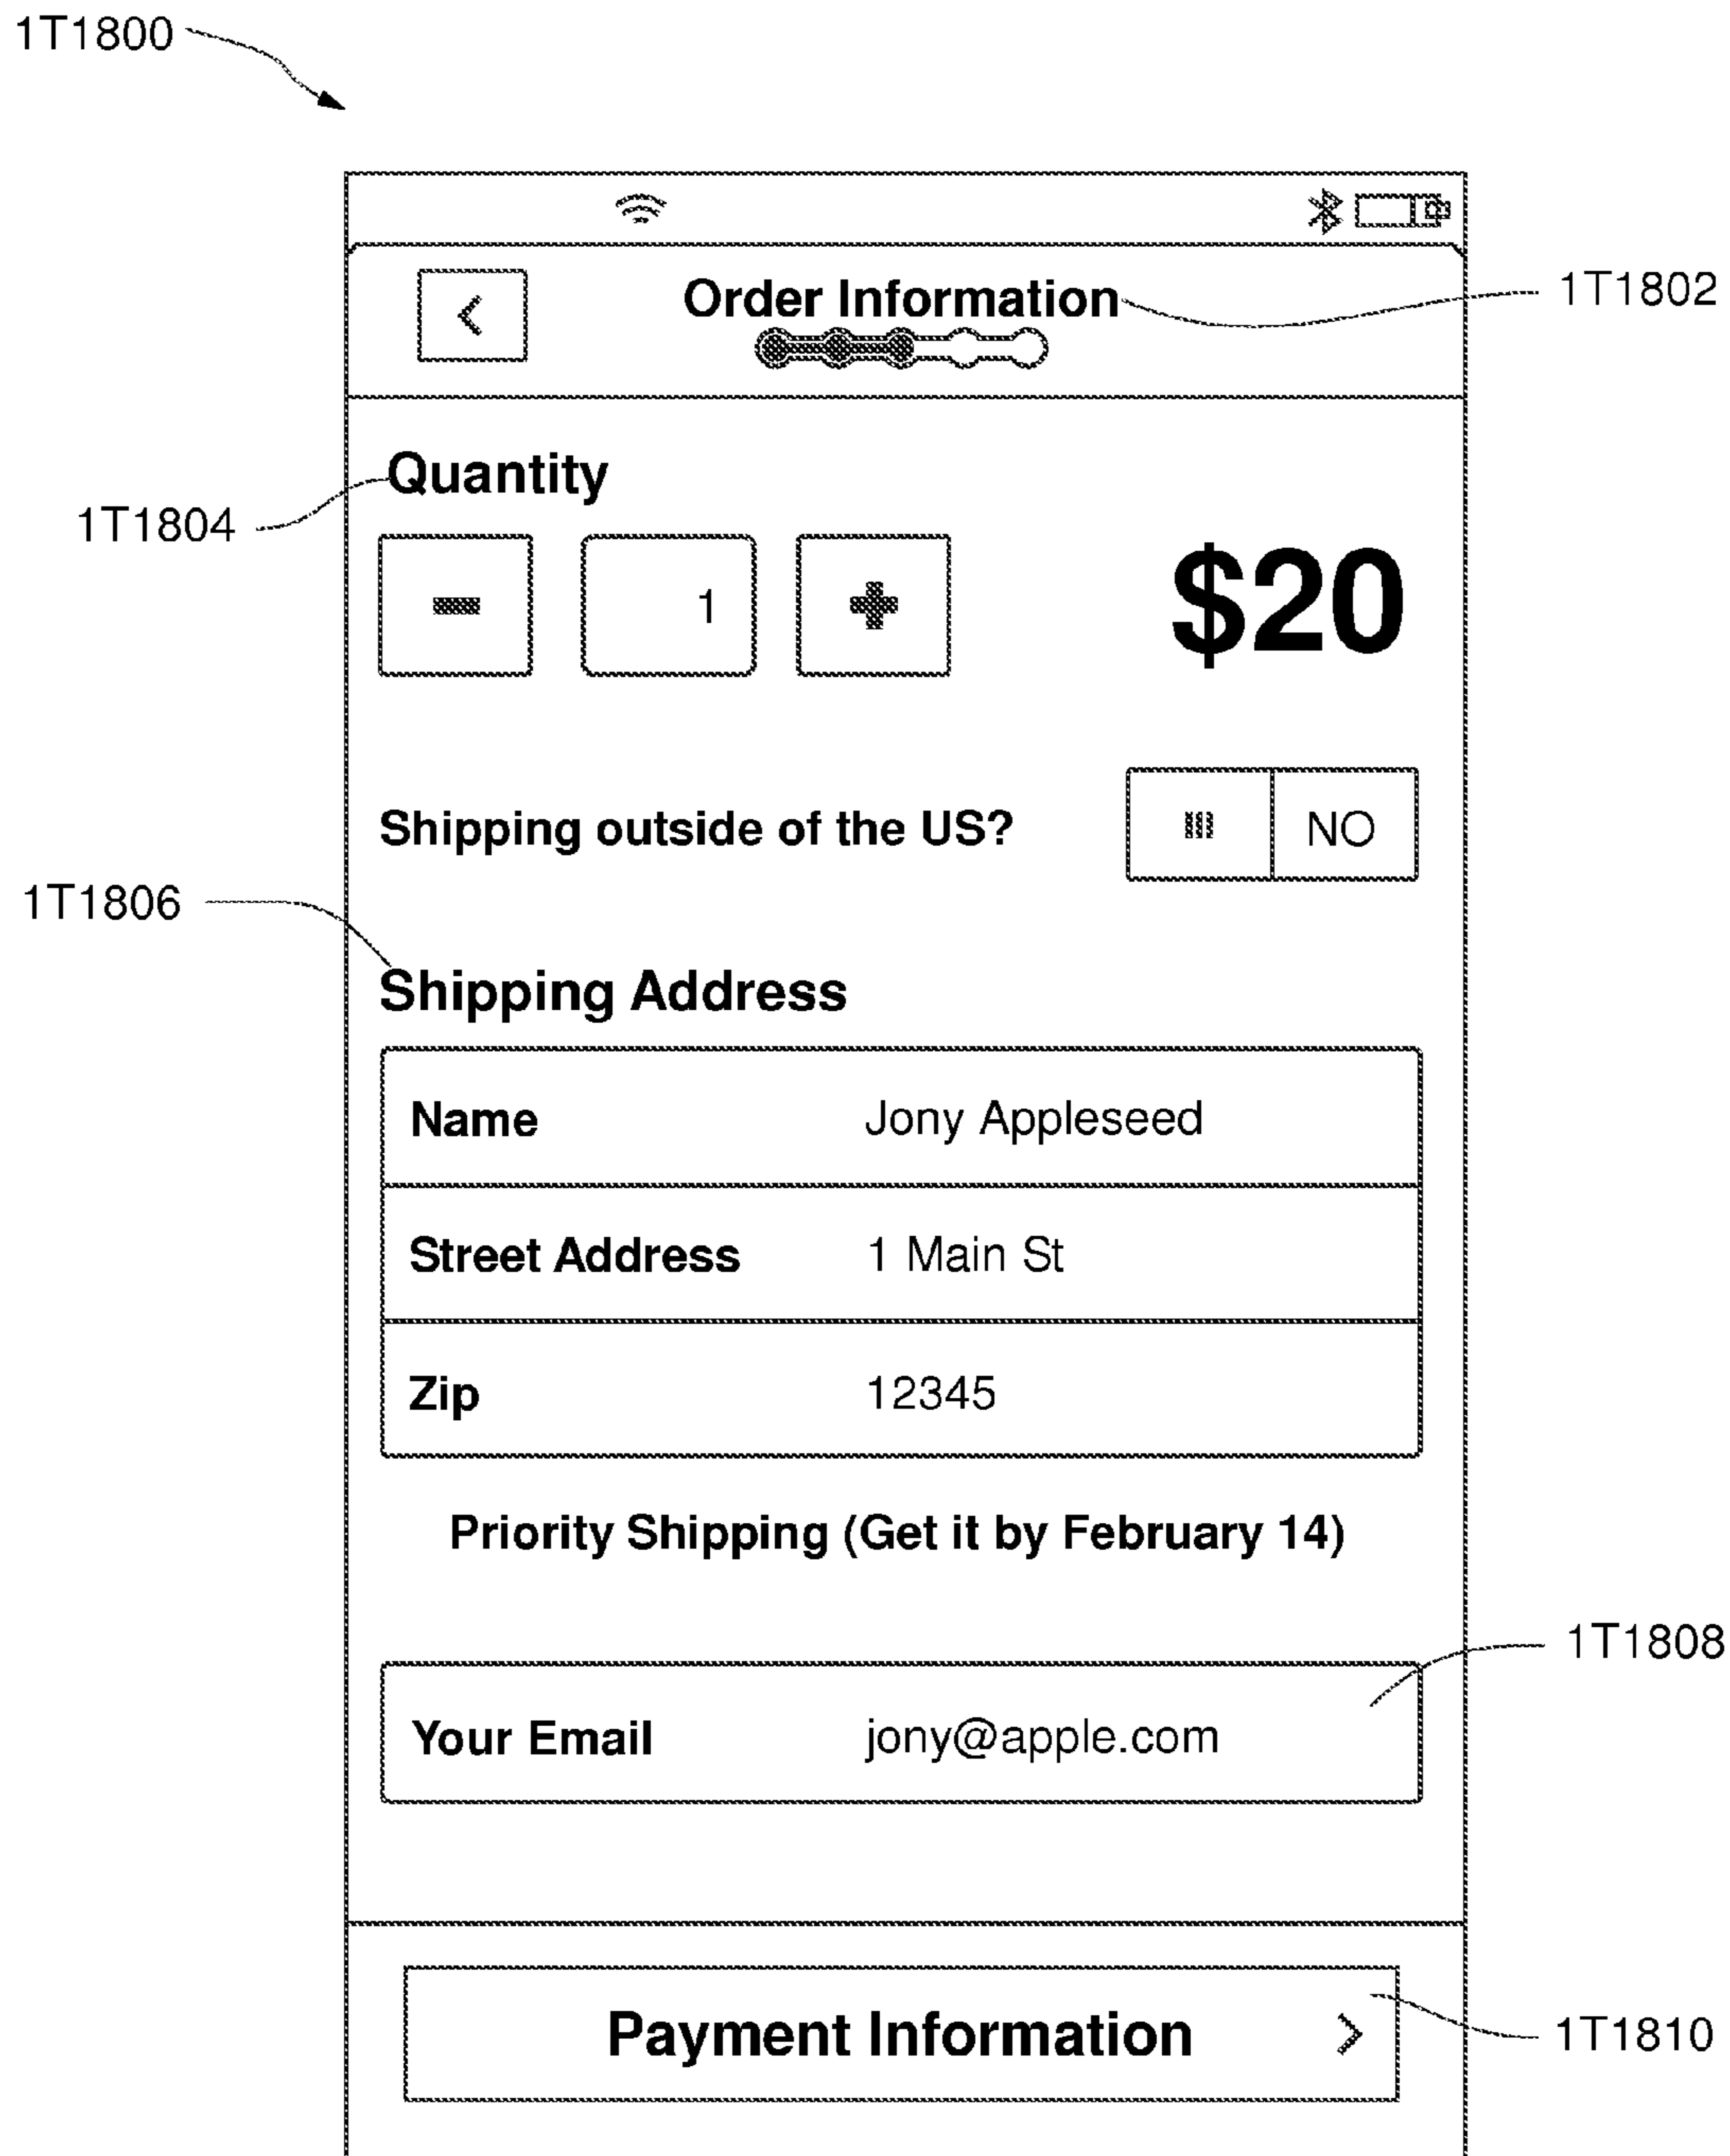 1T1800
Order Information
1T1802
Quantity
1T1804
1
$20
Shipping outside of the US?
NO
1T1806
Shipping Address
Name Jony Appleseed
Street Address 1 Main St
Zip 12345
Priority Shipping (Get it by February 14)
1T1808
Your Email jony@apple.com
Payment Information
1T1810